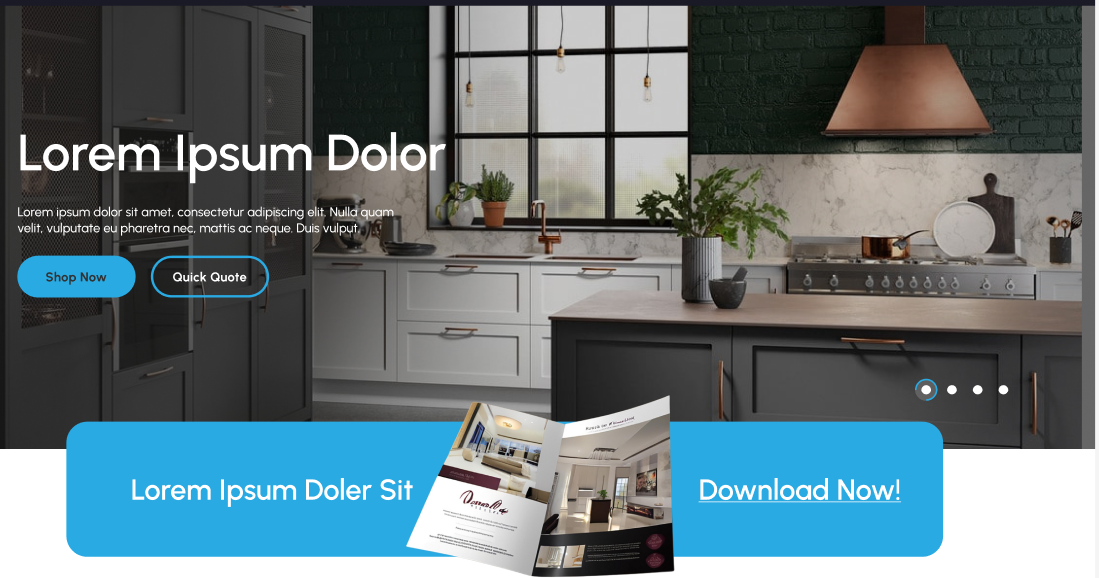 Lorem Ipsum Dolor
Lorem ipsum dolor sit amet, consectetur adipiscing elit. Nulla quam
velit, vulputate eu pharetra nec, mattis ac neque. Duis vulput.
Shop Now
Quick Quote
Lorem Ipsum Doler Sit
Download Now!